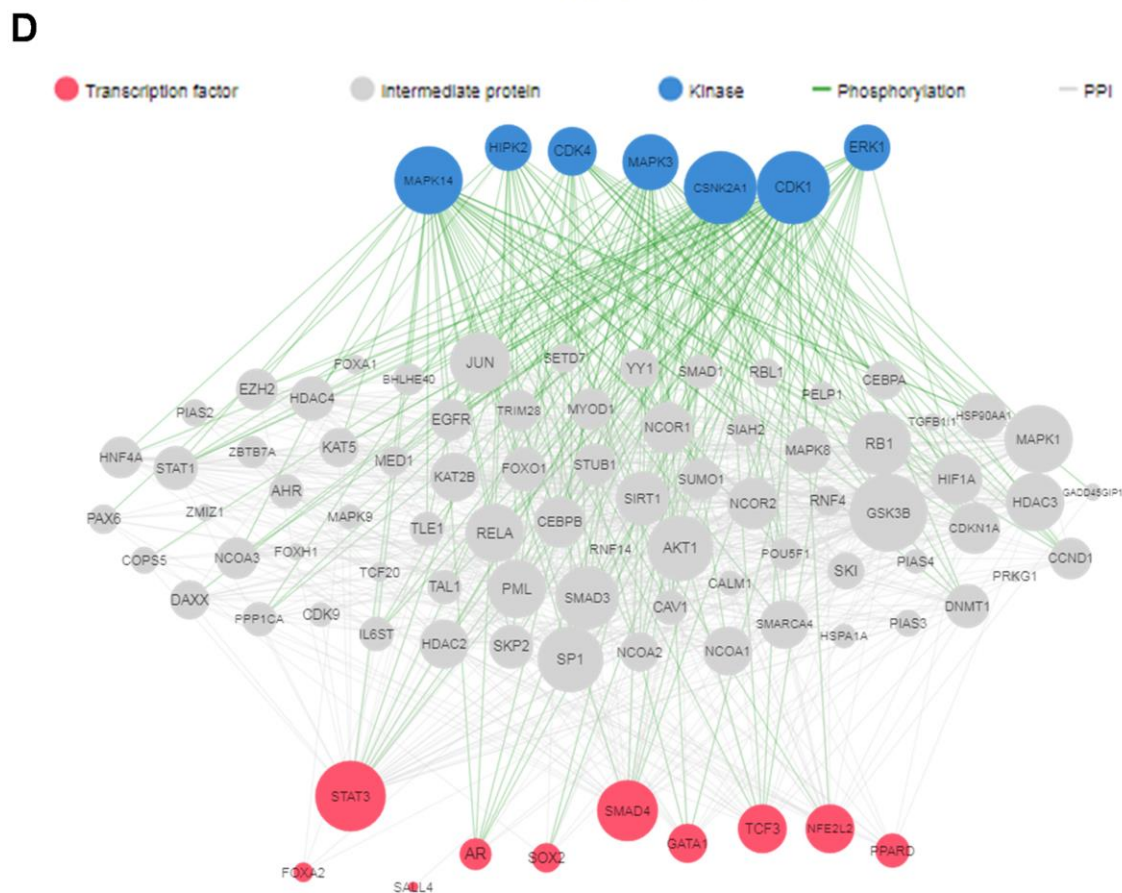 D
Transcription factor Intermediate protein Kinase Phosphorylation PPI
HIPK2 CDK4 MAPK3 ERK1
MAPK14 CSNK2A1 CDK1
FOXA1 JUN SETD7 YY1 SMAD1 RBL1 CEBPA
EZH2 HDAC4 BHLHE40 PELP1
PIAS2 EGFR TRIM28 MYOD1 NCOR1 SIAH2 TGFB1I1 HSP90AA1
HNF4A STAT1 ZBTB7A KAT5 MED1 MAPK8 RB1 MAPK1
AHR KAT2B FOXO1 STUB1 SIRT1 SUMO1 NCOR2 RNF4 HIF1A HDAC3 GADD45GIP1
PAX6 ZMIZ1 MAPK9 TLE1 RELA CEBPB GSK3B CDKN1A
COPS5 NCOA3 FOXH1 TCF20 RNF14 AKT1 POU5F1 SKI PIAS4 PRKG1 CCND1
DAXX PPP1CA CDK9 TAL1 PML SMAD3 CALM1 CAV1 SMARCA4 DNMT1
IL6ST HDAC2 SKP2 SP1 NCOA2 NCOA1 HSPA1A PIAS3
STAT3 SMAD4
FOXA2 SALL4 AR SOX2 GATA1 TCF3 NFE2L2 PPARD